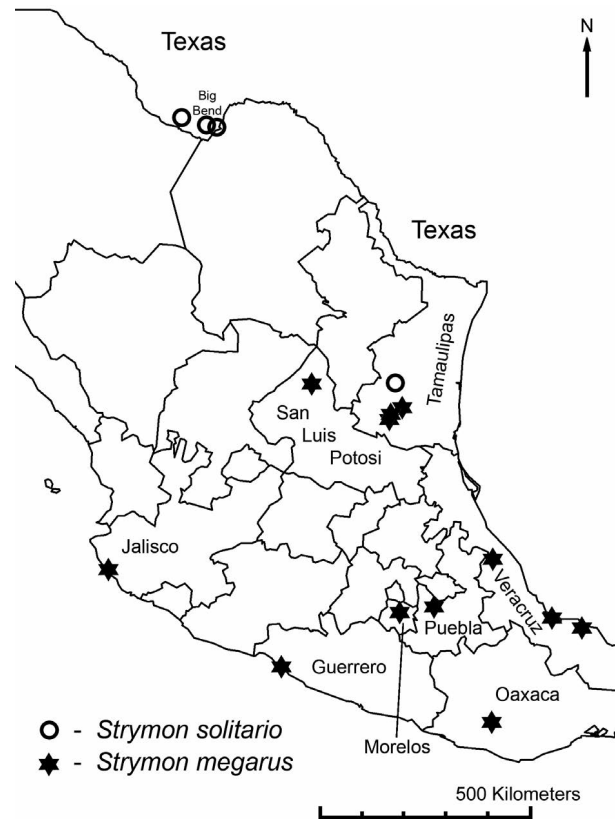 Texas
N
Big
Bend
Texas
Tamaulipas
San
Luis
Potosi
Jalisco
Veracruz
Puebla
Guerrero
Oaxaca
Morelos
- Strymon solitario
- Strymon megarus
500 Kilometers